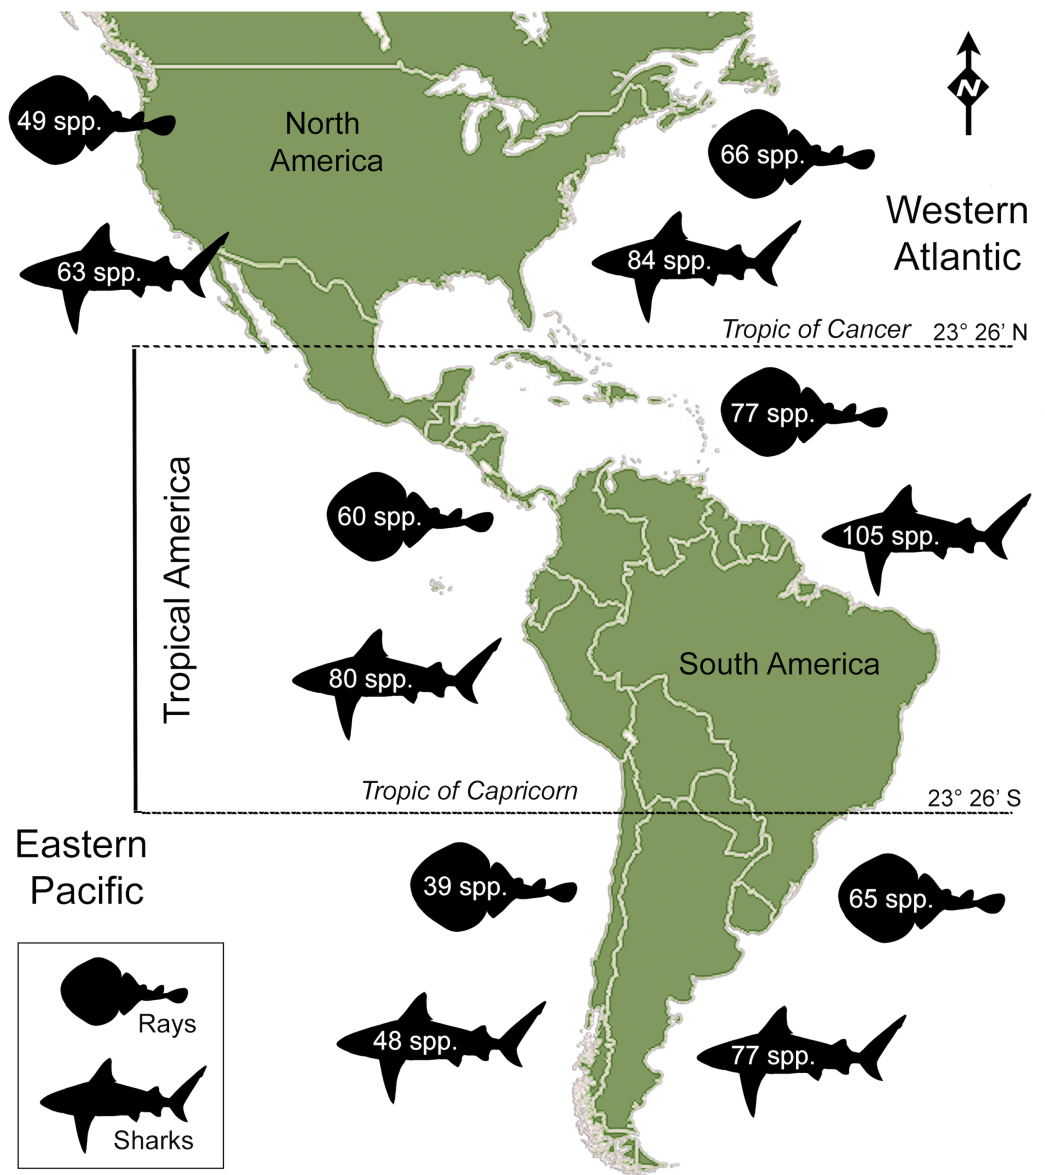 N
49 spp.
North
America
66 spp.
Western
Atlantic
63 spp.
84 spp.
Tropic of Cancer 23° 26’ N
77 spp.
Tropical America
60 spp.
105 spp.
South America
80 spp.
Tropic of Capricorn
23° 26’ S
Eastern
Pacific
39 spp.
65 spp.
Rays
48 spp.
77 spp.
Sharks